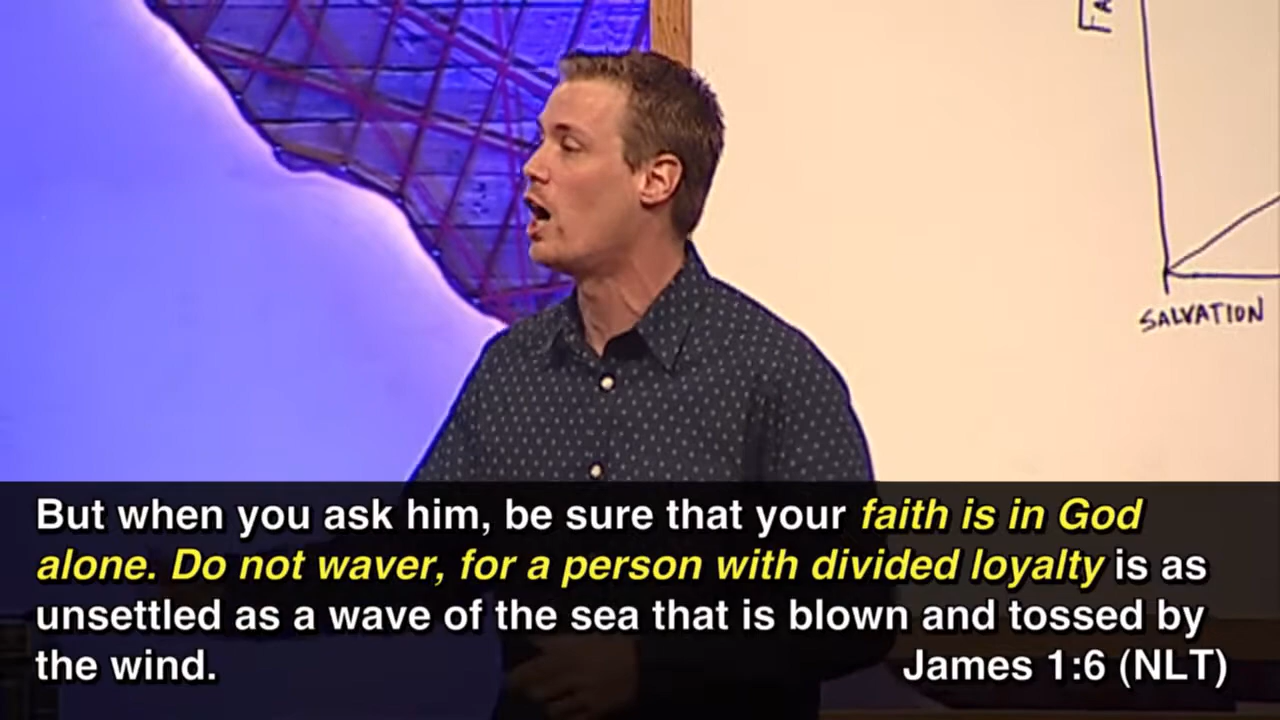 SALVATION
But when you ask him, be sure that your faith is in God
alone. Do not waver, for a person with divided loyalty is as
unsettled as a wave of the sea that is blown and tossed by
the wind. James 1:6 (NLT)